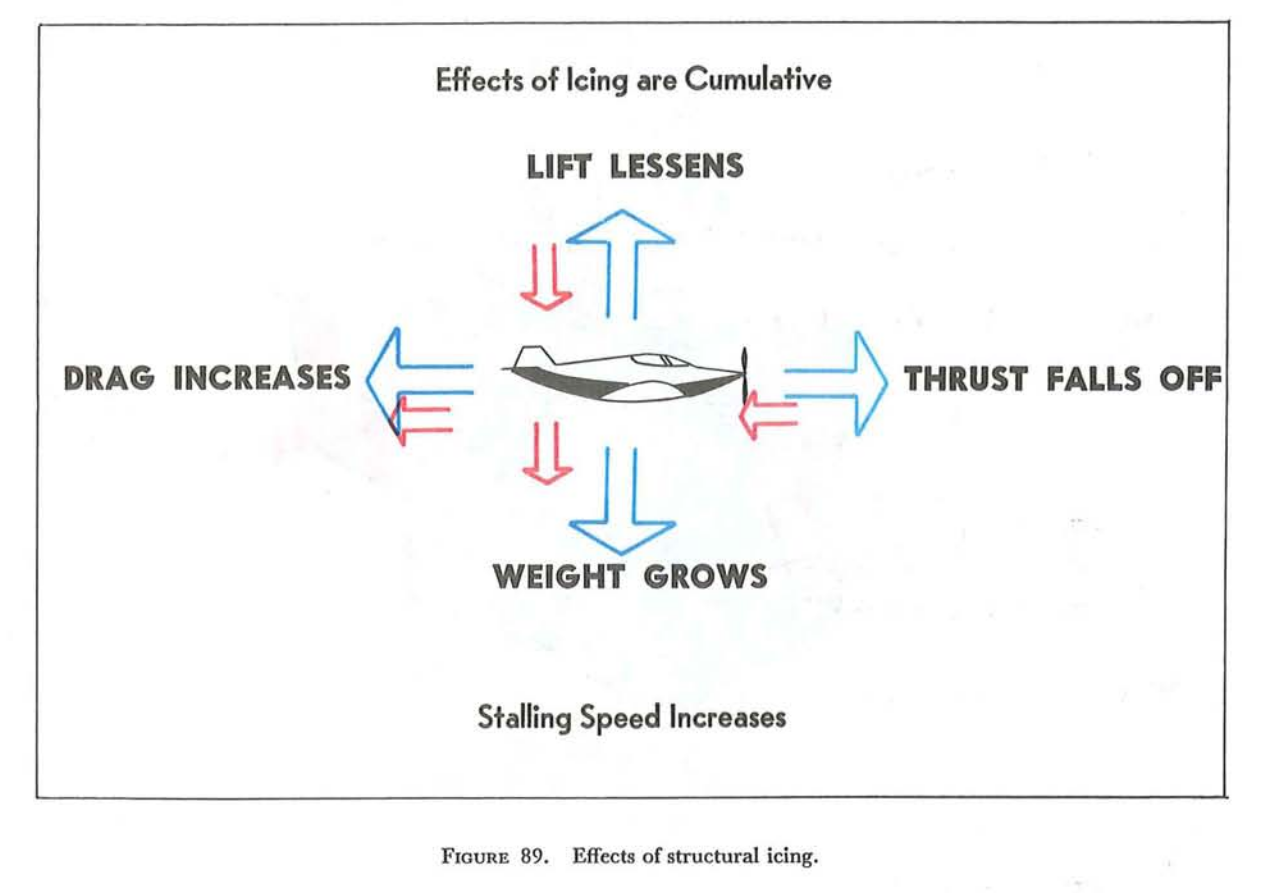 Effects of Icing are Cumulative
LIFT LESSENS
DRAG INCREASES
THRUST FALLS OFF
WEIGHT GROWS
Stalling Speed Increases
FIGURE 89. Effects of structural icing.